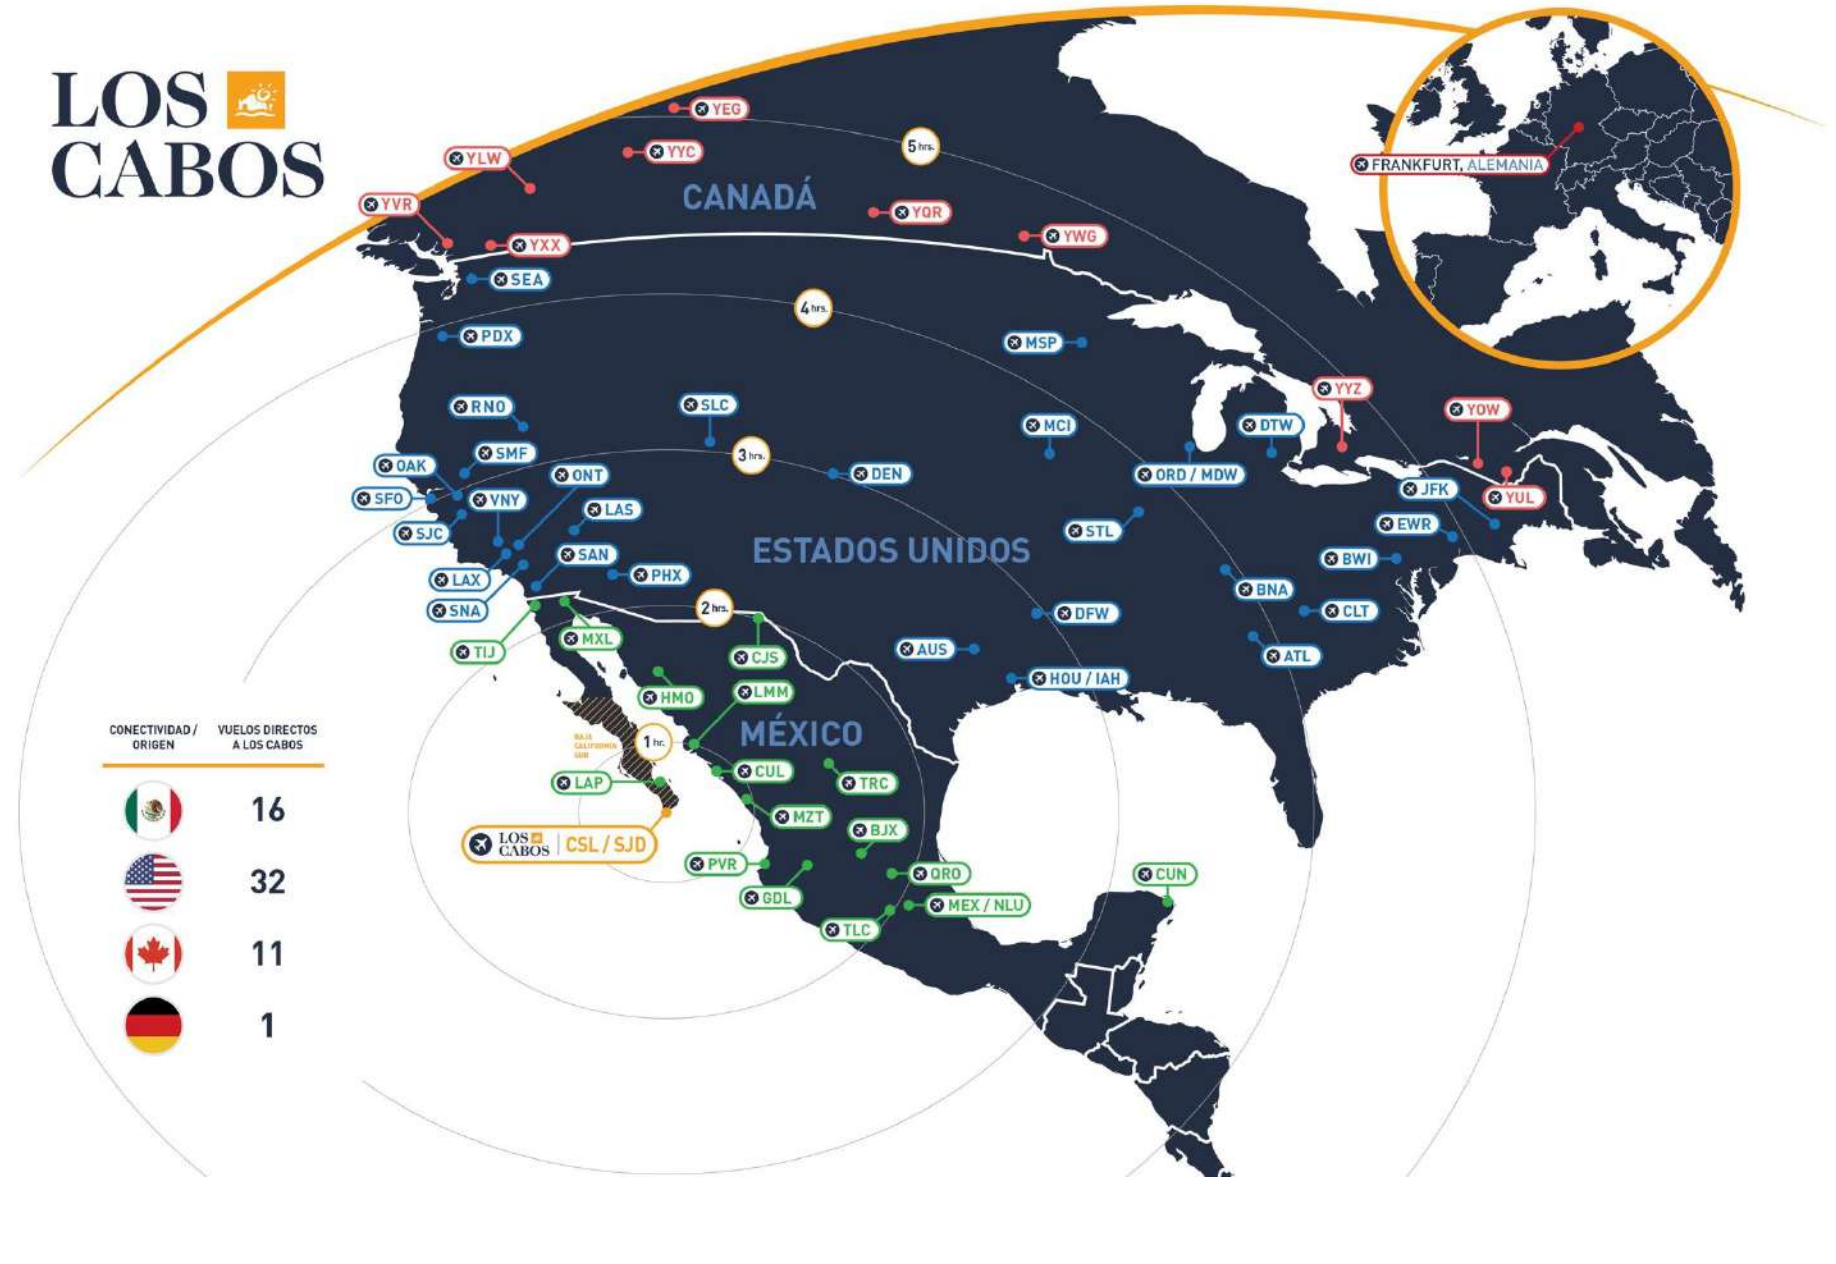 LOS
CABOS
YEG
5 hrs.
YYC
YLW
FRANKFURT, ALEMANIA
CANADÁ
YVR
YQR
YWG
YXX
SEA
4 hrs.
PDX
MSP
YYZ
RNO
SLC
YOW
MCI
DTW
SMF
3 hrs.
OAK
ONT
DEN
ORD / MDW
JFK
SFO
VNY
YUL
LAS
EWR
SJC
STL
ESTADOS UNIDOS
SAN
BWI
LAX
PHX
BNA
SNA
2 hrs.
DFW
CLT
MXL
TIJ
CJS
AUS
ATL
HOU / IAH
HMO
LMM
CONECTIVIDAD /
ORIGEN
VUELOS DIRECTOS
A LOS CABOS
BAJA
CALIFORNIA
SUR
1 hr.
MÉXICO
LAP
CUL
TRC
16
MZT
BJX
LOS
CABOS
CSL / SJD
PVR
QRO
CUN
32
GDL
MEX / NLU
TLC
11
1